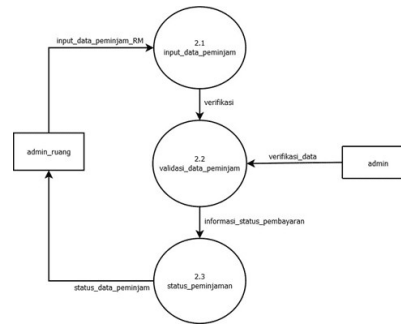 2.1
input_data_peminjam
input_data_peminjam_RM
verifikasi
admin_ruang
2.2
validasi_data_peminjam
verifikasi_data
admin
informasi_status_pembayaran
2.3
status_peminjaman
status_data_peminjam